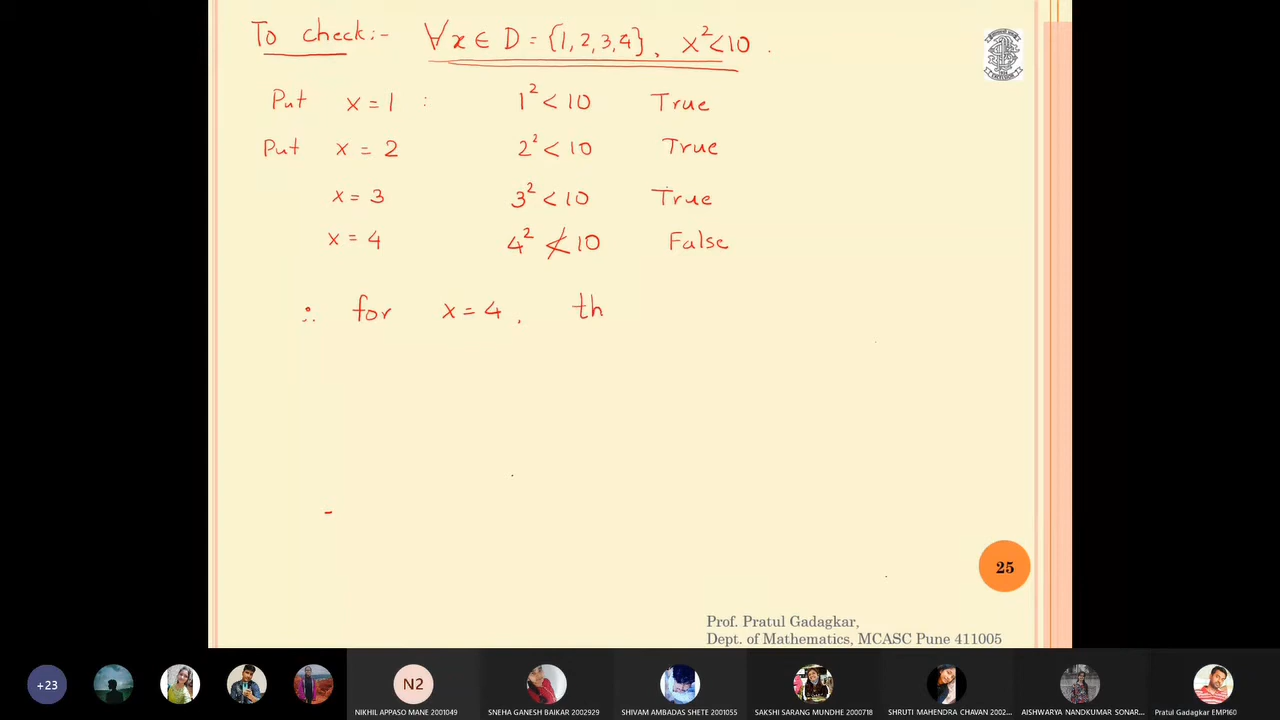 To check:- ∀x ∈ D = {1,2,3,4}, x²<10.
Put x=1 : 1² < 10 True
Put x = 2 2² < 10 True
x = 3 3² < 10 True
x = 4 4² ≮ 10 False
∴ for x=4, th
25
Prof. Pratul Gadagkar,
Dept. of Mathematics, MCASC Pune 411005
+23
N2
NIKHIL APPASO MANE 2001049
SNEHA GANESH BAIKAR 2002929
SHIVAM AMBADAS SHETE 2001055
SAKSHI SARANG MUNDHE 2000718
SHRUTI MAHENDRA CHAVAN 2002...
AISHWARYA NANDKUMAR SONAR...
Pratul Gadagkar EMP160